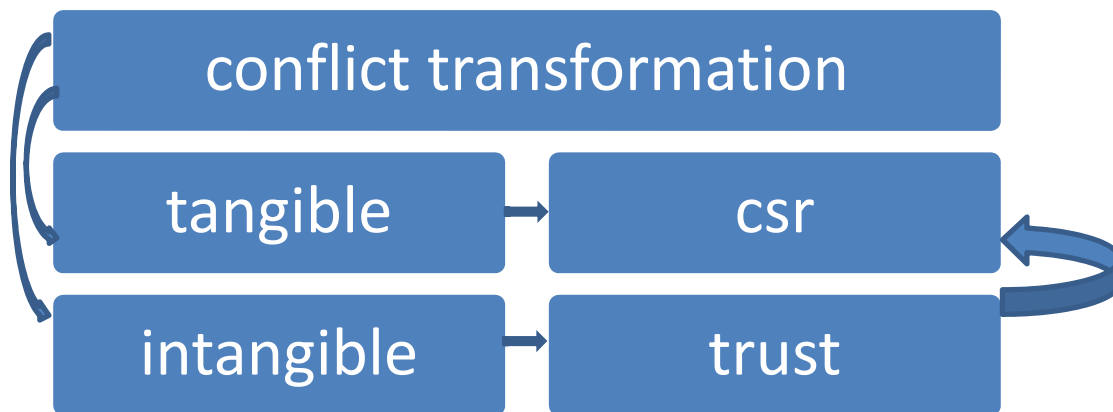 conflict transformation
tangible
csr
intangible
trust